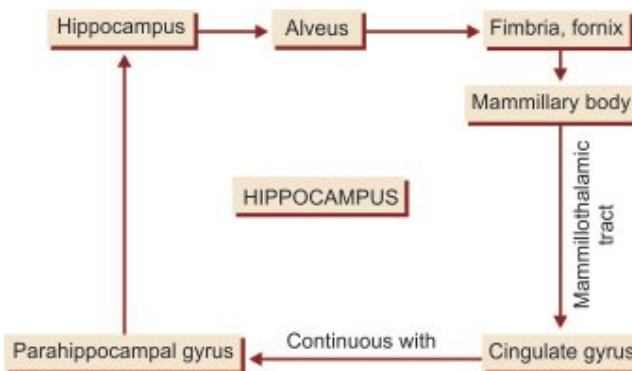 Hippocampus
Alveus
Fimbria, fornix
Mammillary body
Mammillothalamic
tract
HIPPOCAMPUS
Continuous with
Parahippocampal gyrus
Cingulate gyrus